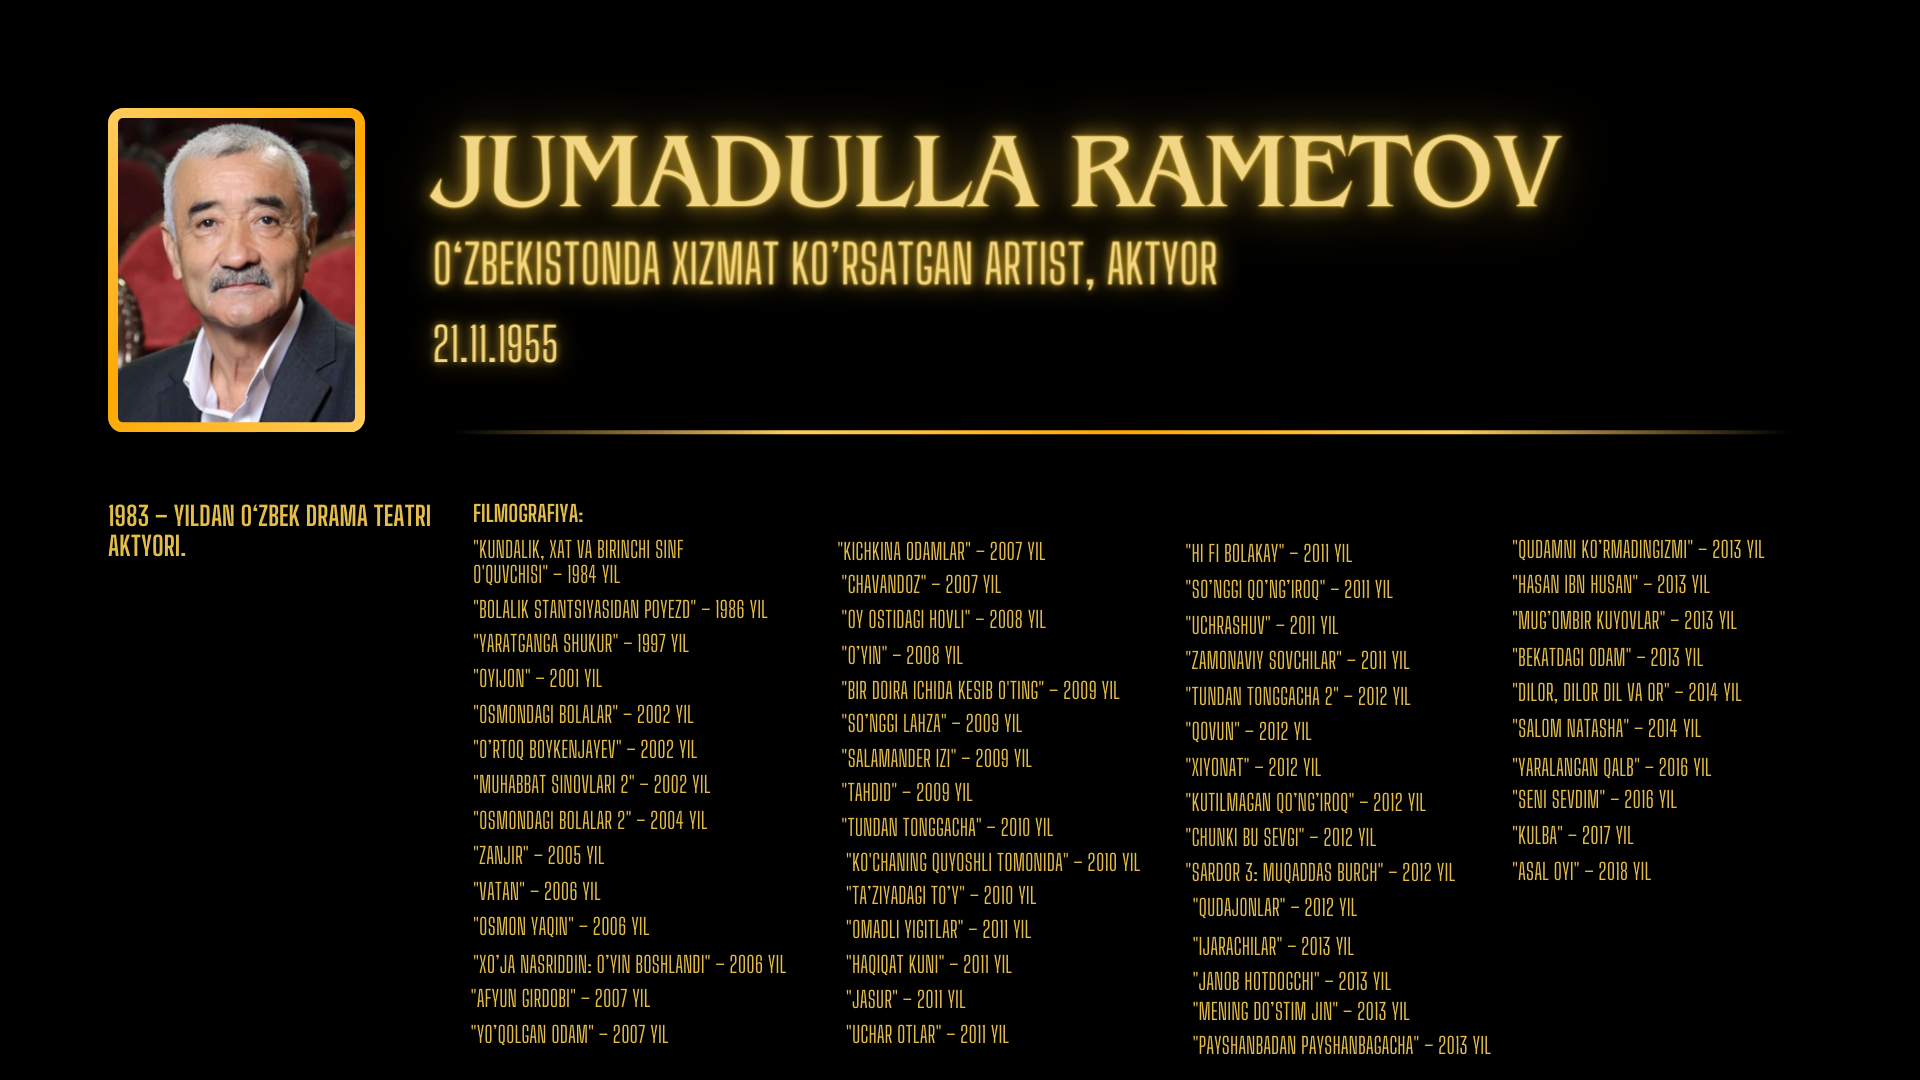 JUMADULLA RAMETOV
O‘ZBEKISTONDA XIZMAT KO’RSATGAN ARTIST, AKTYOR
21.11.1955
1983 – YILDAN O‘ZBEK DRAMA TEATRI
AKTYORI.
FILMOGRAFIYA:
"KUNDALIK, XAT VA BIRINCHI SINF
O'QUVCHISI" – 1984 YIL
"BOLALIK STANTSIYASIDAN POYEZD" – 1986 YIL
"YARATGANGA SHUKUR" – 1997 YIL
"OYIJON" – 2001 YIL
"OSMONDAGI BOLALAR" – 2002 YIL
"O’RTOQ BOYKENJAYEV" – 2002 YIL
"MUHABBAT SINOVLARI 2" – 2002 YIL
"OSMONDAGI BOLALAR 2" – 2004 YIL
"ZANJIR" – 2005 YIL
"VATAN" – 2006 YIL
"OSMON YAQIN" – 2006 YIL
"XO’JA NASRIDDIN: O’YIN BOSHLANDI" – 2006 YIL
"AFYUN GIRDOBI" – 2007 YIL
"YO’QOLGAN ODAM" – 2007 YIL
"KICHKINA ODAMLAR" – 2007 YIL
"CHAVANDOZ" – 2007 YIL
"OY OSTIDAGI HOVLI" – 2008 YIL
"O’YIN" – 2008 YIL
"BIR DOIRA ICHIDA KESIB O'TING" – 2009 YIL
"SO’NGGI LAHZA" – 2009 YIL
"SALAMANDER IZI" – 2009 YIL
"TAHDID" – 2009 YIL
"TUNDAN TONGGACHA" – 2010 YIL
"KO'CHANING QUYOSHLI TOMONIDA" – 2010 YIL
"TA’ZIYADAGI TO’Y" – 2010 YIL
"OMADLI YIGITLAR" – 2011 YIL
"HAQIQAT KUNI" – 2011 YIL
"JASUR" – 2011 YIL
"UCHAR OTLAR" – 2011 YIL
"HI FI BOLAKAY" – 2011 YIL
"SO’NGGI QO’NG’IROQ" – 2011 YIL
"UCHRASHUV" – 2011 YIL
"ZAMONAVIY SOVCHILAR" – 2011 YIL
"TUNDAN TONGGACHA 2" – 2012 YIL
"QOVUN" – 2012 YIL
"XIYONAT" – 2012 YIL
"KUTILMAGAN QO’NG’IROQ" – 2012 YIL
"CHUNKI BU SEVGI" – 2012 YIL
"SARDOR 3: MUQADDAS BURCH" – 2012 YIL
"QUDAJONLAR" – 2012 YIL
"IJARACHILAR" – 2013 YIL
"JANOB HOTDOGCHI" – 2013 YIL
"MENING DO’STIM JIN" – 2013 YIL
"PAYSHANBADAN PAYSHANBAGACHA" – 2013 YIL
"QUDAMNI KO’RMADINGIZMI" – 2013 YIL
"HASAN IBN HUSAN" – 2013 YIL
"MUG’OMBIR KUYOVLAR" – 2013 YIL
"BEKATDAGI ODAM" – 2013 YIL
"DILOR, DILOR DIL VA OR" – 2014 YIL
"SALOM NATASHA" – 2014 YIL
"YARALANGAN QALB" – 2016 YIL
"SENI SEVDIM" – 2016 YIL
"KULBA" – 2017 YIL
"ASAL OYI" – 2018 YIL